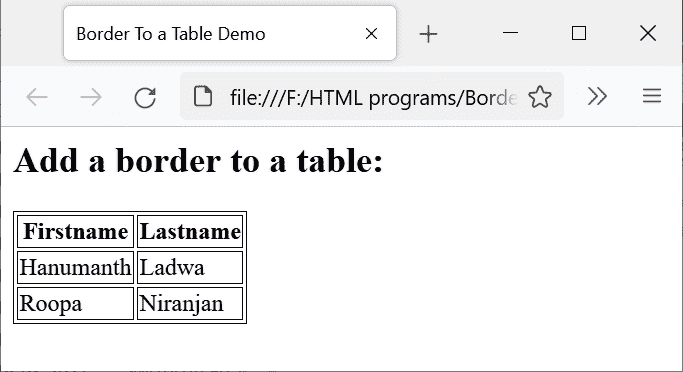 Border To a Table Demo
file:///F:/HTML programs/Borde
Add a border to a table:
Firstname Lastname
Hanumanth Ladwa
Roopa Niranjan